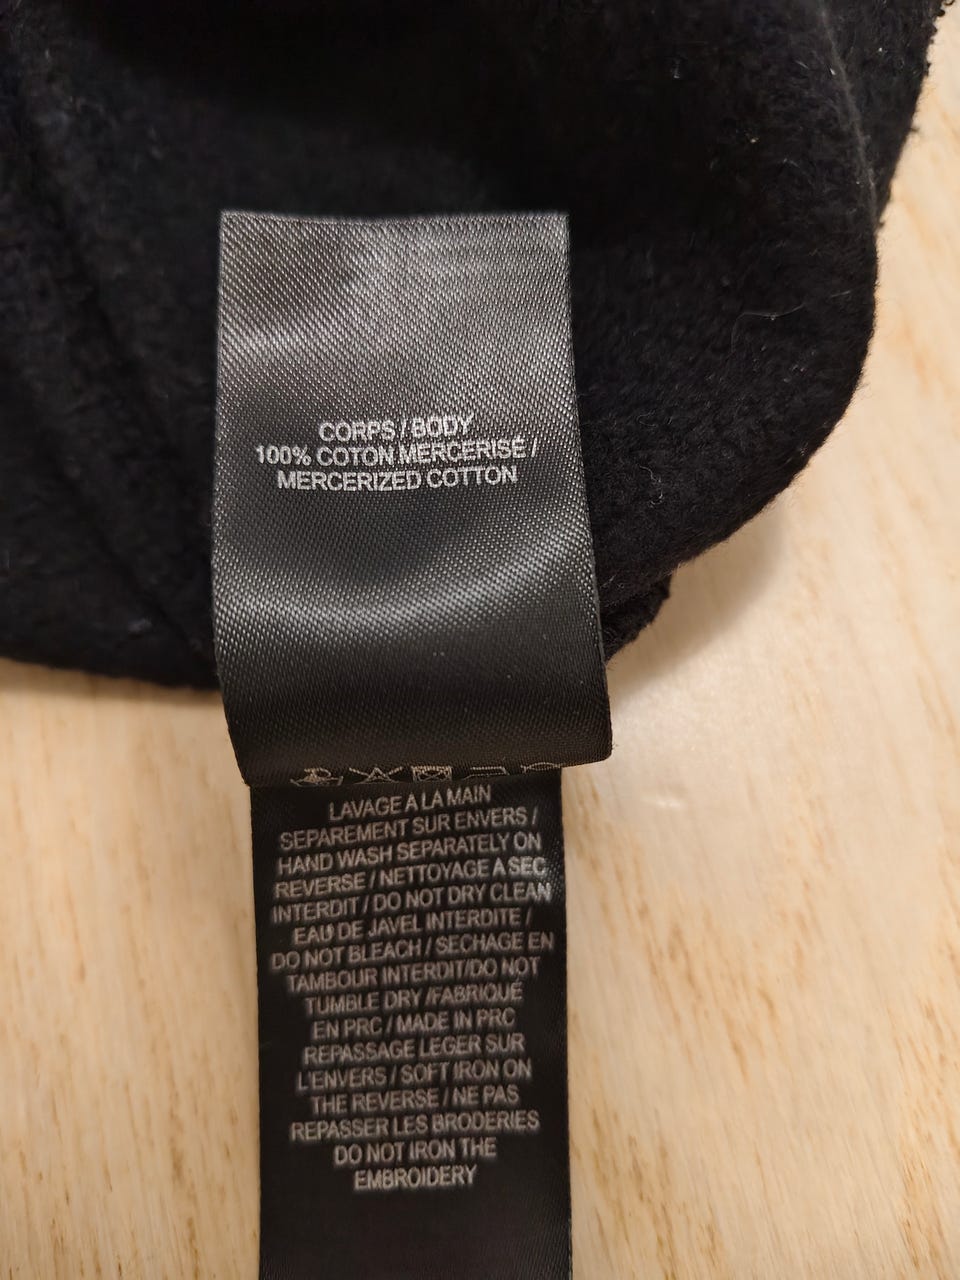 CORPS / BODY
100% COTON MERCERISE /
MERCERIZED COTTON
LAVAGE A LA MAIN
SEPAREMENT SUR ENVERS /
HAND WASH SEPARATELY ON
REVERSE / NETTOYAGE A SEC
INTERDIT / DO NOT DRY CLEAN
EAU DE JAVEL INTERDITE /
DO NOT BLEACH / SECHAGE EN
TAMBOUR INTERDIT/DO NOT
TUMBLE DRY /FABRIQUÉ
EN PRC / MADE IN PRC
REPASSAGE LEGER SUR
L'ENVERS / SOFT IRON ON
THE REVERSE / NE PAS
REPASSER LES BRODERIES
DO NOT IRON THE
EMBROIDERY